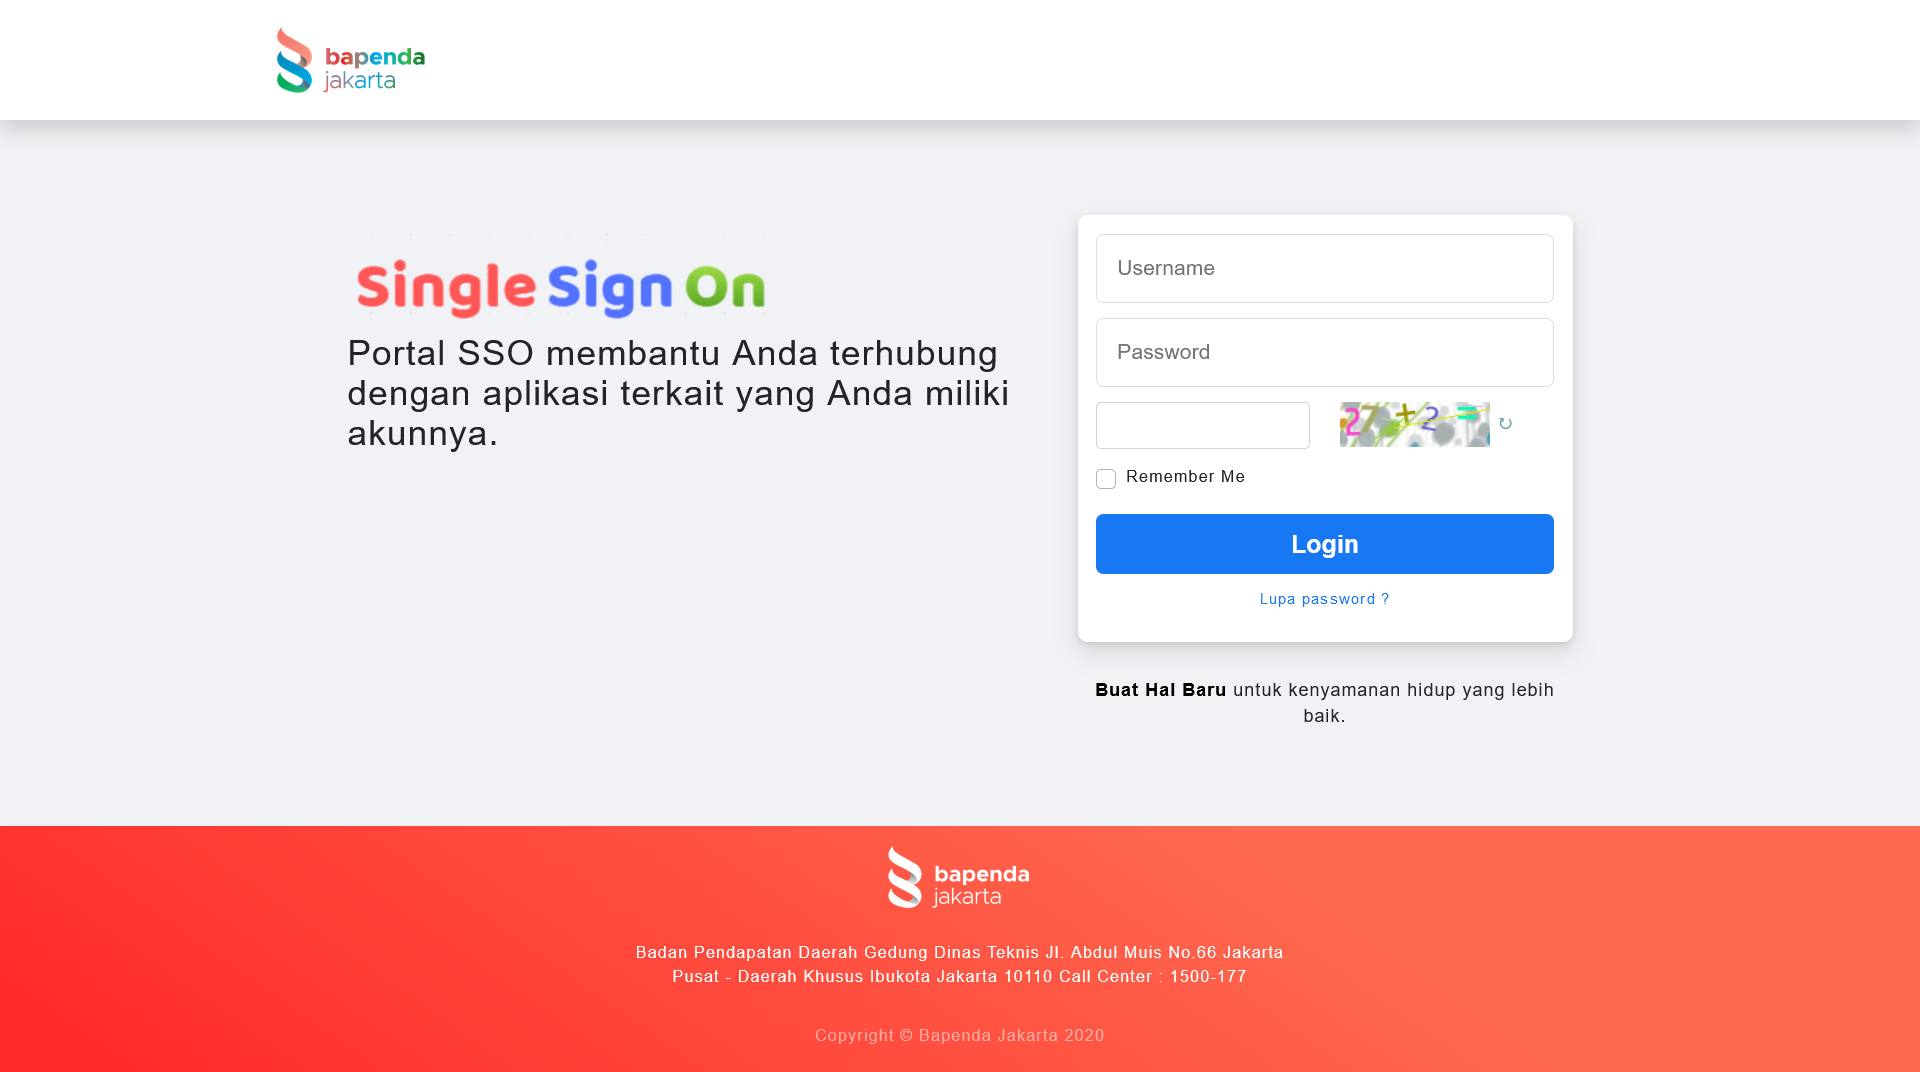 bapenda
jakarta
Single Sign On
Portal SSO membantu Anda terhubung
dengan aplikasi terkait yang Anda miliki
akunnya.
Username
Password
27 + 2 =
Remember Me
Login
Lupa password ?
Buat Hal Baru untuk kenyamanan hidup yang lebih
baik.
bapenda
jakarta
Badan Pendapatan Daerah Gedung Dinas Teknis Jl. Abdul Muis No.66 Jakarta
Pusat - Daerah Khusus Ibukota Jakarta 10110 Call Center : 1500-177
Copyright © Bapenda Jakarta 2020